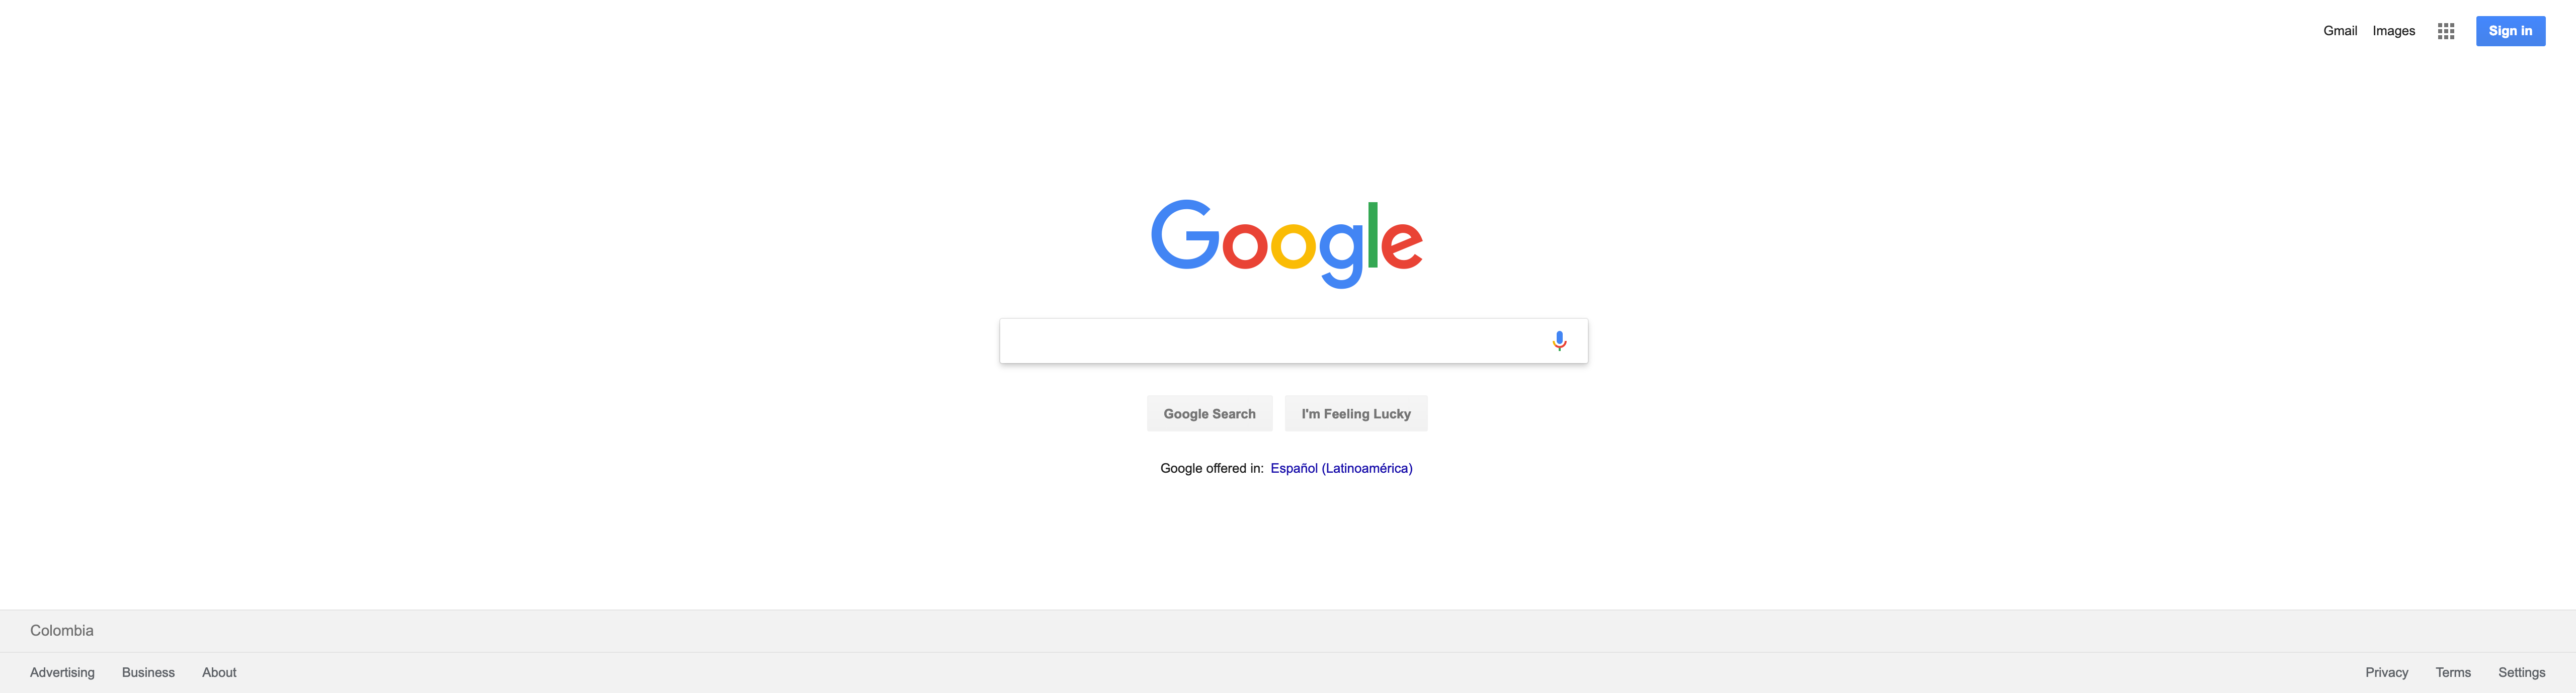 Gmail Images Sign in
Google
Google Search I'm Feeling Lucky
Google offered in: Español (Latinoamérica)
Colombia
Advertising Business About Privacy Terms Settings